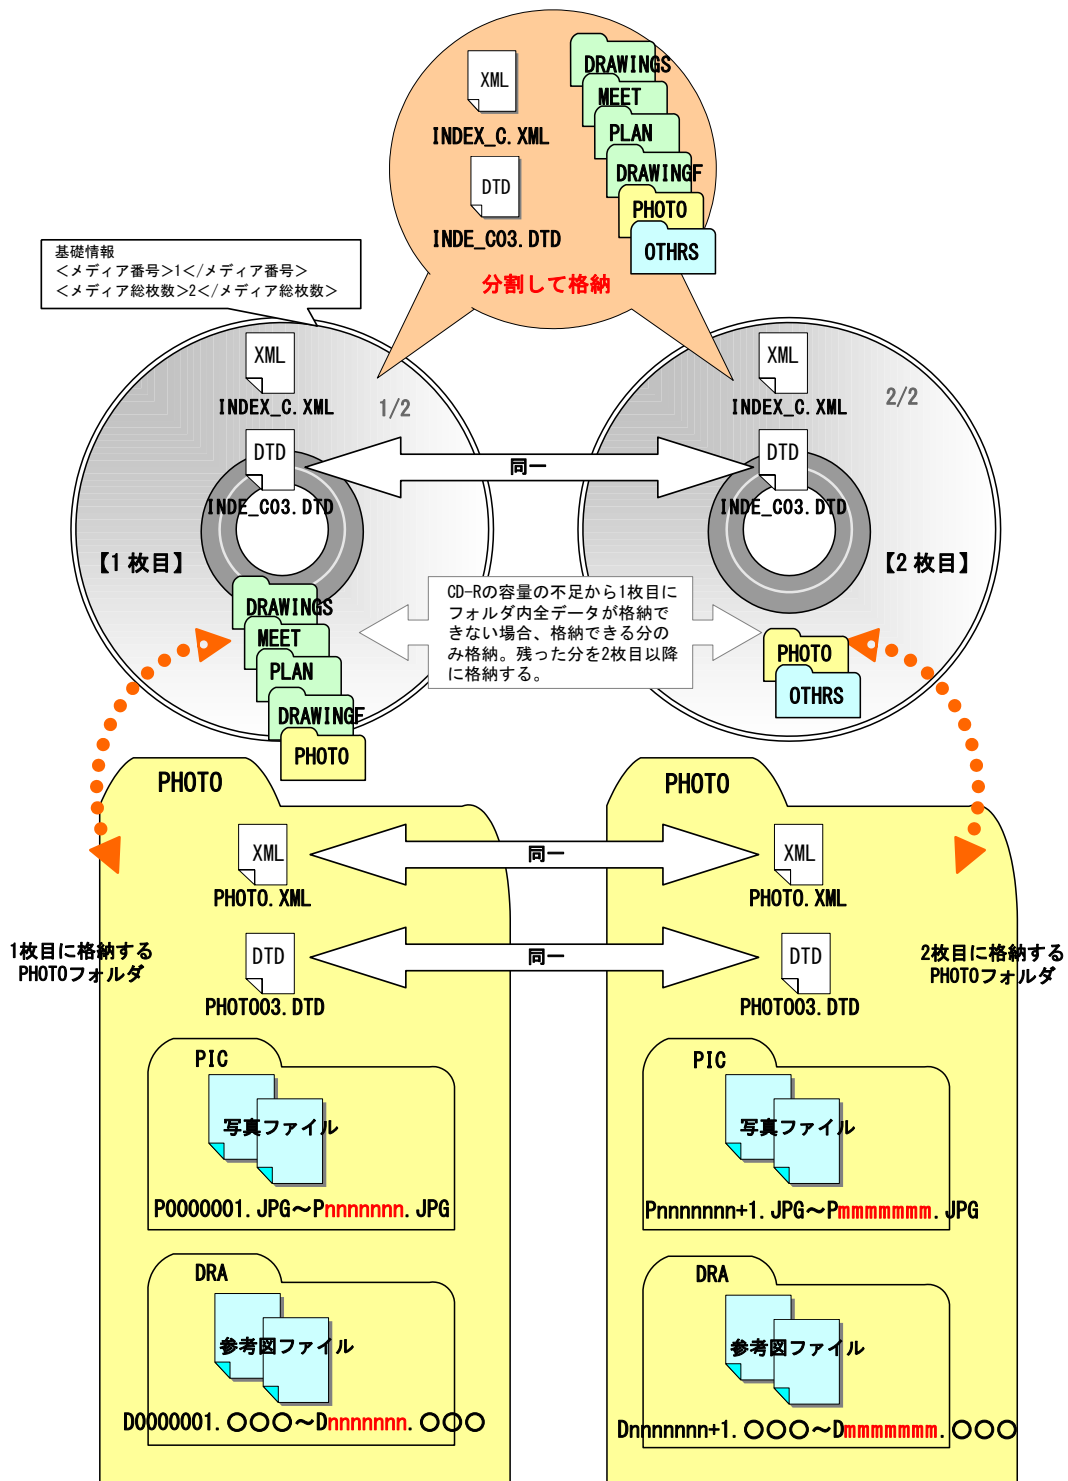 XML
INDEX_C.XML
DTD
INDE_C03.DTD
DRAWINGS
MEET
PLAN
DRAWINGF
PHOTO
OTHRS
分割して格納
基礎情報
<メディア番号>1</メディア番号>
<メディア総枚数>2</メディア総枚数>
XML
INDEX_C.XML
1/2
DTD
INDE_C03.DTD
【1枚目】
DRAWINGS
MEET
PLAN
DRAWINGF
PHOTO
同一
XML
INDEX_C.XML
2/2
DTD
INDE_C03.DTD
【2枚目】
PHOTO
OTHRS
CD-Rの容量の不足から1枚目に
フォルダ内全データが格納で
きない場合、格納できる分の
み格納。残った分を2枚目以降
に格納する。
PHOTO
XML
PHOTO.XML
同一
1枚目に格納する
PHOTOフォルダ
DTD
PHOTO03.DTD
同一
PIC
写真ファイル
P0000001.JPG～Pnnnnnnn.JPG
DRA
参考図ファイル
D0000001.○○○～Dnnnnnnn.○○○
PHOTO
XML
PHOTO.XML
2枚目に格納する
PHOTOフォルダ
DTD
PHOTO03.DTD
PIC
写真ファイル
Pnnnnnnn+1.JPG～Pmmmmmmm.JPG
DRA
参考図ファイル
Dnnnnnnn+1.○○○～Dmmmmmmm.○○○